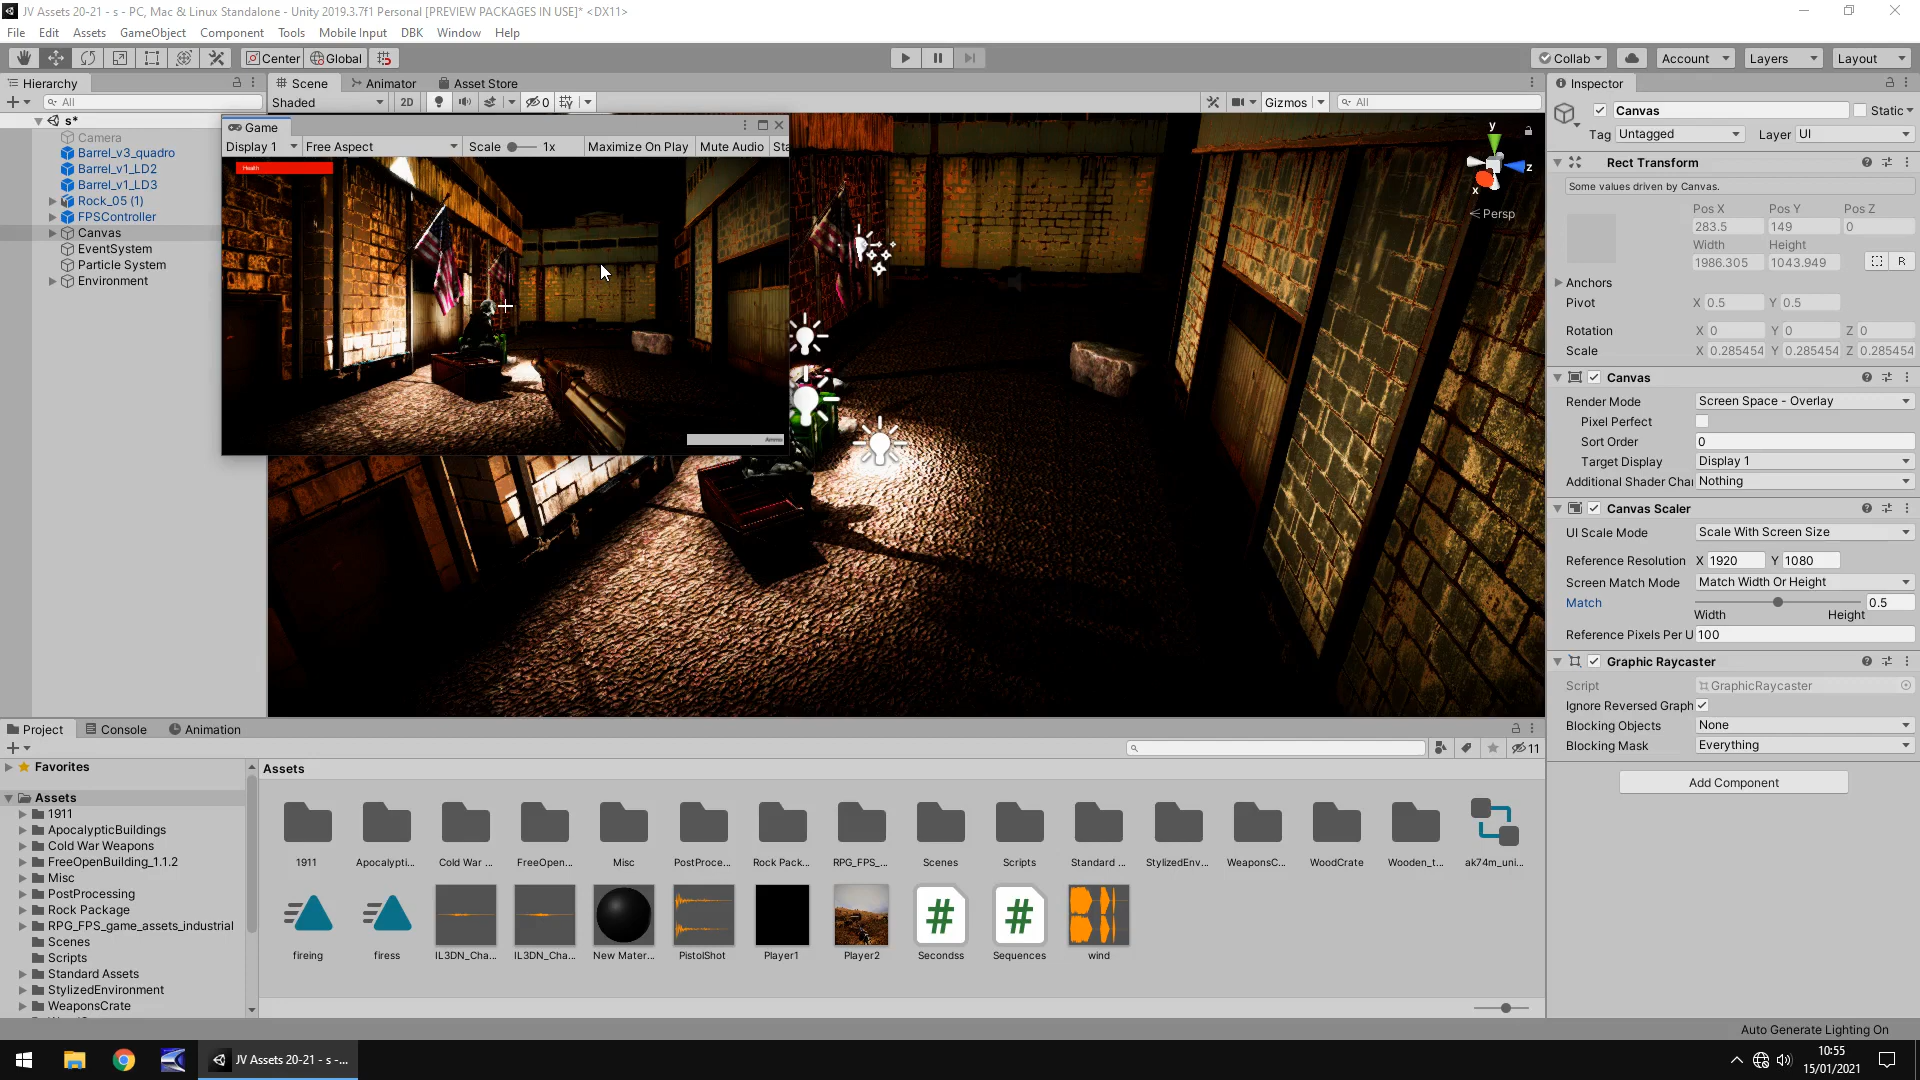 JV Assets 20-21 - s - PC, Mac & Linux Standalone - Unity 2019.3.7f1 Personal [PREVIEW PACKAGES IN USE]* <DX11>
File Edit Assets GameObject Component Tools Mobile Input DBK Window Help
Center Global Collab Account Layers Layout
Hierarchy
All
s*
Camera
Barrel_v3_quadro
Barrel_v1_LD2
Barrel_v1_LD3
Rock_05 (1)
FPSController
Canvas
EventSystem
Particle System
Environment
Scene Animator Asset Store
Shaded 2D 0 Gizmos All
Game
Display 1 Free Aspect Scale 1x Maximize On Play Mute Audio Sta
Health
Ammo
y
z
x
Persp
Inspector
Canvas Static
Tag Untagged Layer UI
Rect Transform
Some values driven by Canvas.
Pos X Pos Y Pos Z
283.5 149 0
Width Height
1986.305 1043.949 R
Anchors
Pivot X 0.5 Y 0.5
Rotation X 0 Y 0 Z 0
Scale X 0.285454 Y 0.285454 Z 0.285454
Canvas
Render Mode Screen Space - Overlay
Pixel Perfect
Sort Order 0
Target Display Display 1
Additional Shader Chan Nothing
Canvas Scaler
UI Scale Mode Scale With Screen Size
Reference Resolution X 1920 Y 1080
Screen Match Mode Match Width Or Height
Match 0.5
Width Height
Reference Pixels Per U 100
Graphic Raycaster
Script GraphicRaycaster
Ignore Reversed Graph
Blocking Objects None
Blocking Mask Everything
Add Component
Project Console Animation
11
Favorites
Assets
1911
ApocalypticBuildings
Cold War Weapons
FreeOpenBuilding_1.1.2
Misc
PostProcessing
Rock Package
RPG_FPS_game_assets_industrial
Scenes
Scripts
Standard Assets
StylizedEnvironment
WeaponsCrate
Assets
1911 Apocalypti... Cold War ... FreeOpen... Misc PostProce... Rock Pack... RPG_FPS_... Scenes Scripts Standard ... StylizedEnv... WeaponsC... WoodCrate Wooden_t... ak74m_uni...
fireing firess IL3DN_Cha... IL3DN_Cha... New Mater... PistolShot Player1 Player2 Secondss Sequences wind
Auto Generate Lighting On
JV Assets 20-21 - s -...
10:55
15/01/2021